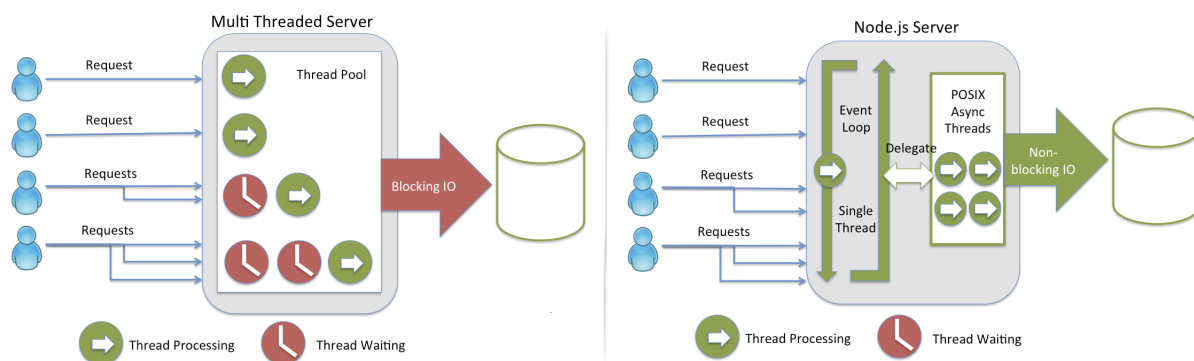 Multi Threaded Server
Request
Thread Pool
Request
Requests
Blocking IO
Requests
Thread Processing
Thread Waiting
Node.js Server
Request
POSIX
Async
Threads
Event
Loop
Request
Delegate
Non-
blocking IO
Requests
Single
Thread
Requests
Thread Processing
Thread Waiting